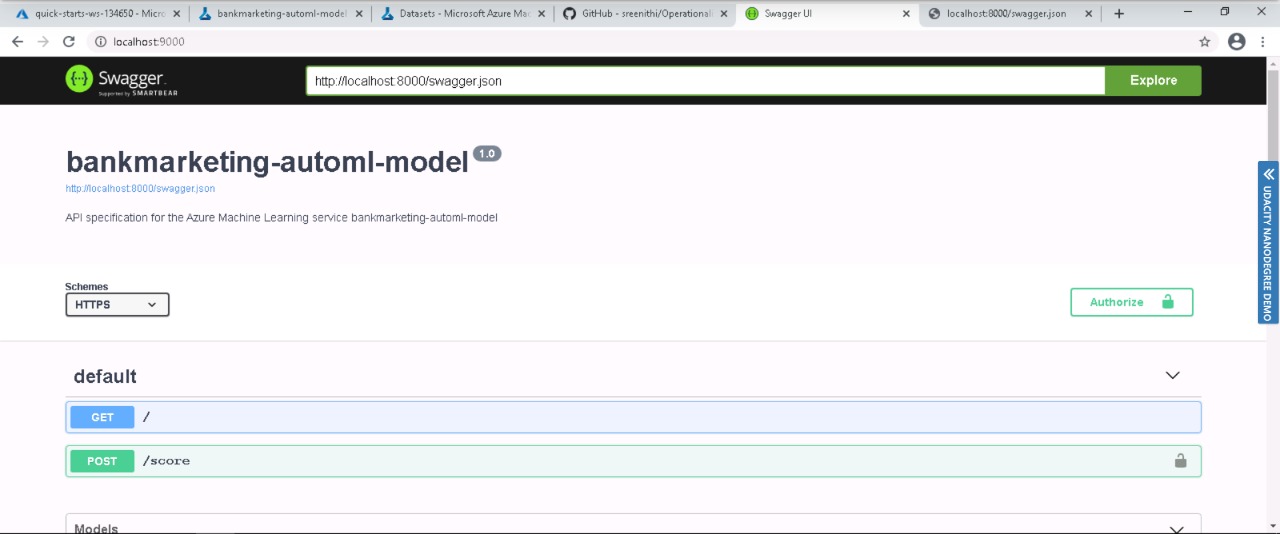 quick-starts-ws-134650 - Micro
bankmarketing-automl-model
Datasets - Microsoft Azure Mac
GitHub - sreenithi/Operationali
Swagger UI
localhost:8000/swagger.json
localhost:9000
Swagger.
Supported by SMARTBEAR
http://localhost:8000/swagger.json
Explore
bankmarketing-automl-model 1.0
http://localhost:8000/swagger.json
API specification for the Azure Machine Learning service bankmarketing-automl-model
UDACITY NANODEGREE DEMO
Schemes
HTTPS
Authorize
default
GET /
POST /score
Models